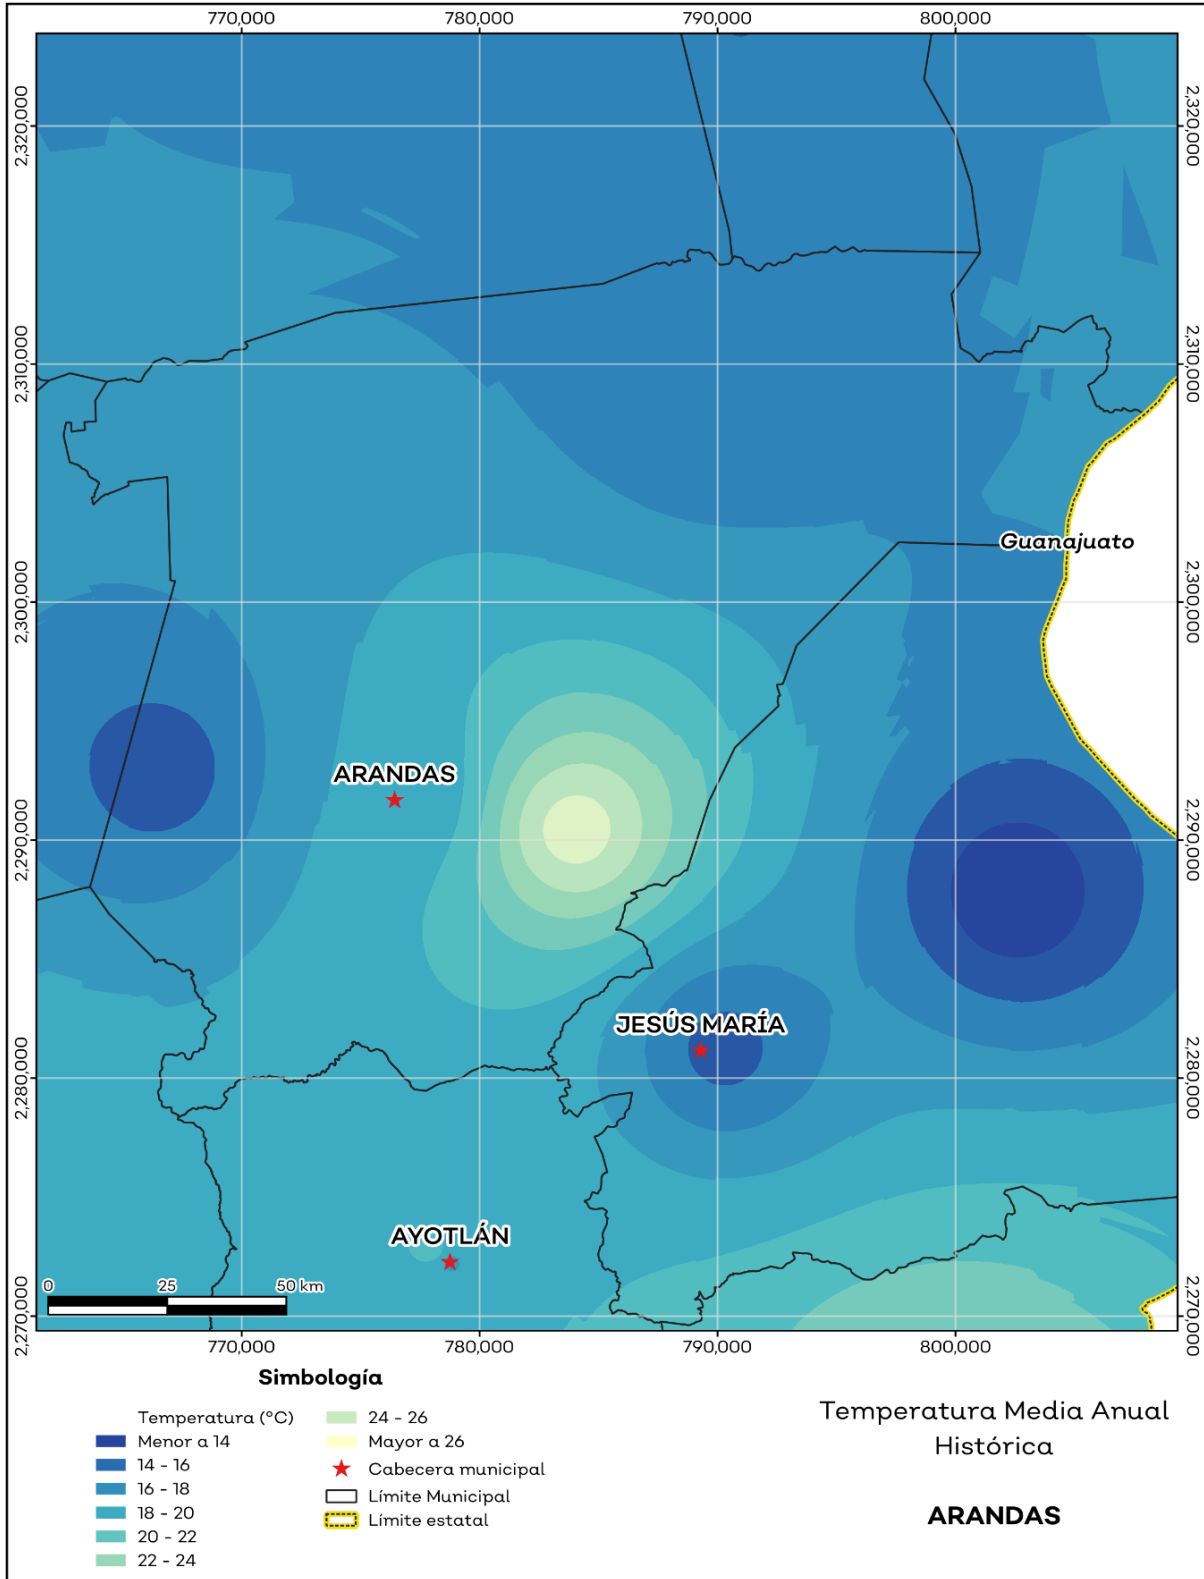 770,000 780,000 790,000 800,000
2,320,000 2,320,000
2,310,000 2,310,000
Guanajuato
2,300,000 2,300,000
ARANDAS
2,290,000 2,290,000
JESÚS MARÍA
2,280,000 2,280,000
AYOTLÁN
0 25 50 km
2,270,000 2,270,000
770,000 780,000 790,000 800,000
Simbología
Temperatura (°C)
Menor a 14
14 - 16
16 - 18
18 - 20
20 - 22
22 - 24
24 - 26
Mayor a 26
Cabecera municipal
Límite Municipal
Límite estatal
Temperatura Media Anual
Histórica
ARANDAS